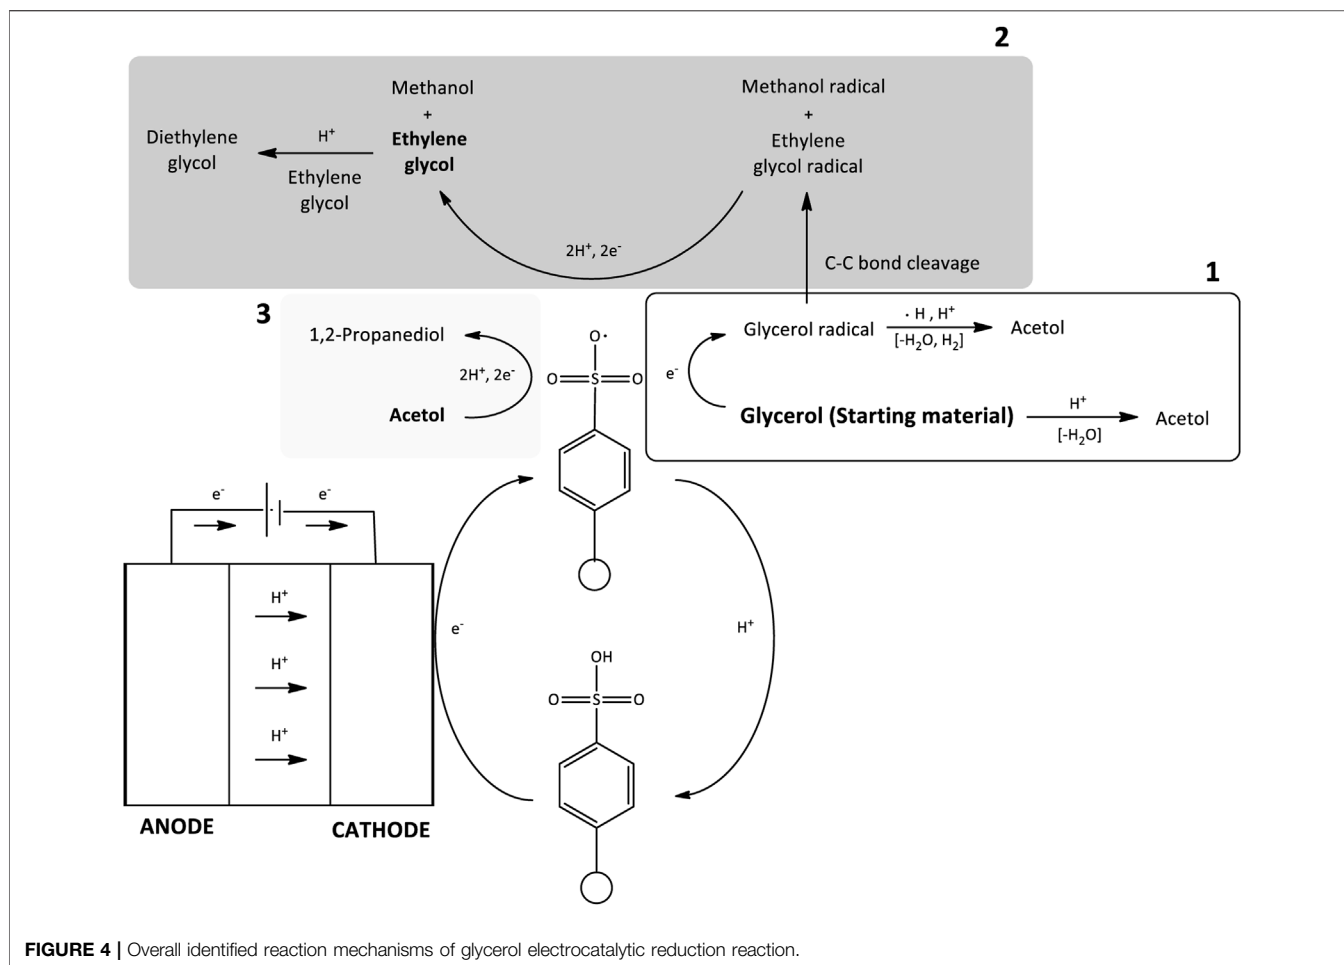 2
Methanol
+
Ethylene
glycol
Methanol radical
+
Ethylene
glycol radical
Diethylene
glycol
H⁺
Ethylene
glycol
2H⁺, 2e⁻
C-C bond cleavage
1
3
1,2-Propanediol
2H⁺, 2e⁻
Acetol
O·
O=S=O
e⁻
Glycerol radical
· H , H⁺
[-H₂O, H₂]
Acetol
Glycerol (Starting material)
H⁺
[-H₂O]
Acetol
e⁻
e⁻
H⁺
H⁺
H⁺
ANODE
CATHODE
e⁻
H⁺
OH
O=S=O
FIGURE 4 | Overall identified reaction mechanisms of glycerol electrocatalytic reduction reaction.